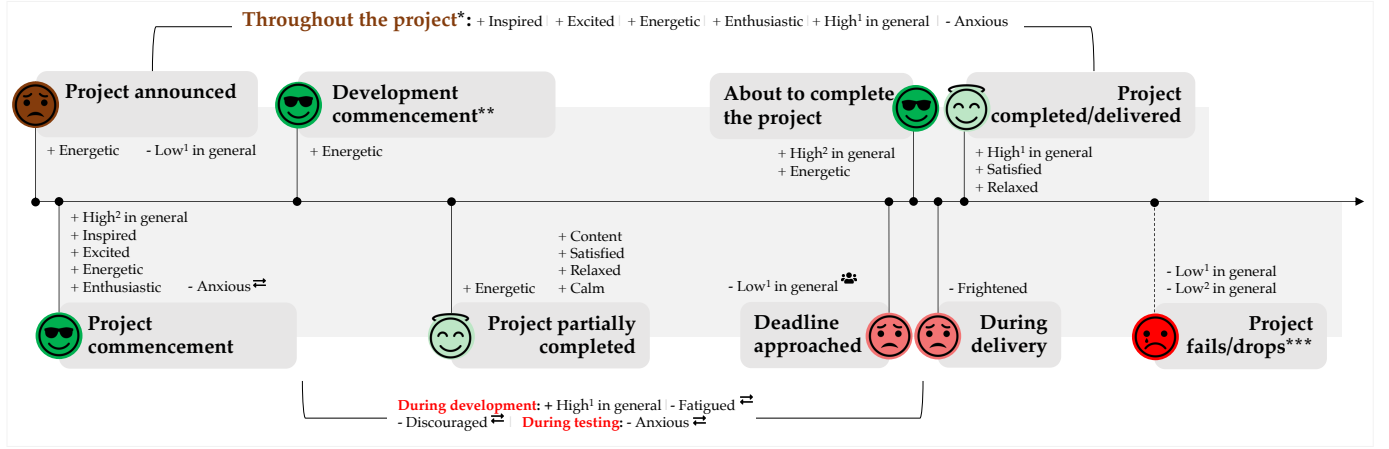 Throughout the project*: + Inspired | + Excited | + Energetic | + Enthusiastic | + High¹ in general | - Anxious
Project announced
Development
commencement**
About to complete
the project
Project
completed/delivered
+ Energetic - Low¹ in general
+ Energetic
+ High² in general
+ Energetic
+ High¹ in general
+ Satisfied
+ Relaxed
+ High² in general
+ Inspired
+ Excited
+ Energetic
+ Enthusiastic - Anxious ⇄
+ Energetic
+ Content
+ Satisfied
+ Relaxed
+ Calm
- Low¹ in general
- Frightened
- Low¹ in general
- Low² in general
Project
commencement
Project partially
completed
Deadline
approached
During
delivery
Project
fails/drops***
During development: + High¹ in general | - Fatigued ⇄
- Discouraged ⇄ | During testing: - Anxious ⇄